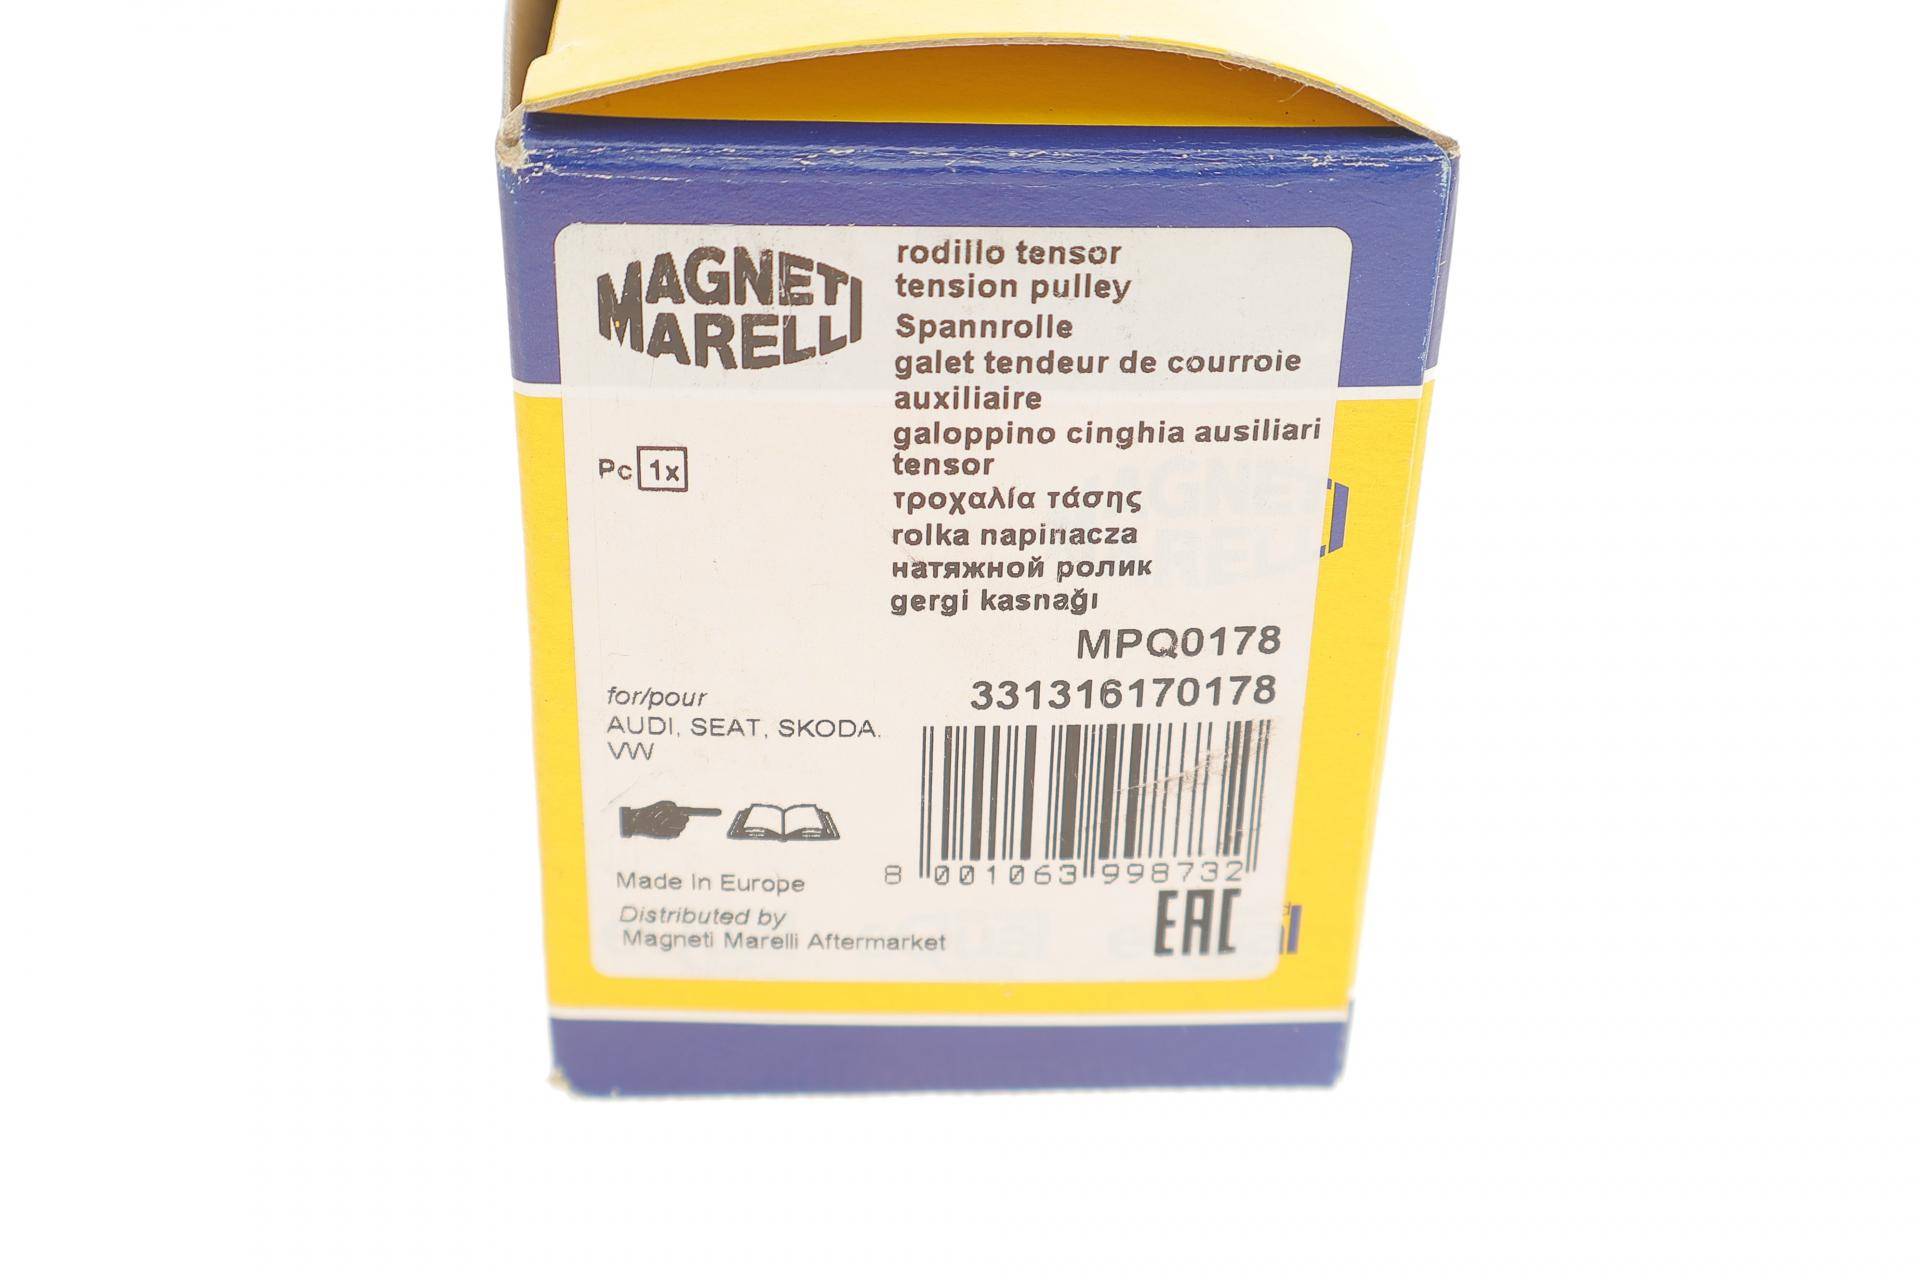 MAGNETI
MARELLI
rodillo tensor
tension pulley
Spannrolle
galet tendeur de courroie
auxiliaire
galoppino cinghia ausiliari
tensor
τροχαλία τάσης
rolka napinacza
натяжной ролик
gergi kasnağı
Pc 1x
MPQ0178
331316170178
for/pour
AUDI, SEAT, SKODA,
VW
8 001063 998732
Made In Europe
Distributed by
Magneti Marelli Aftermarket
EAC
MAGNETI
MARELLI